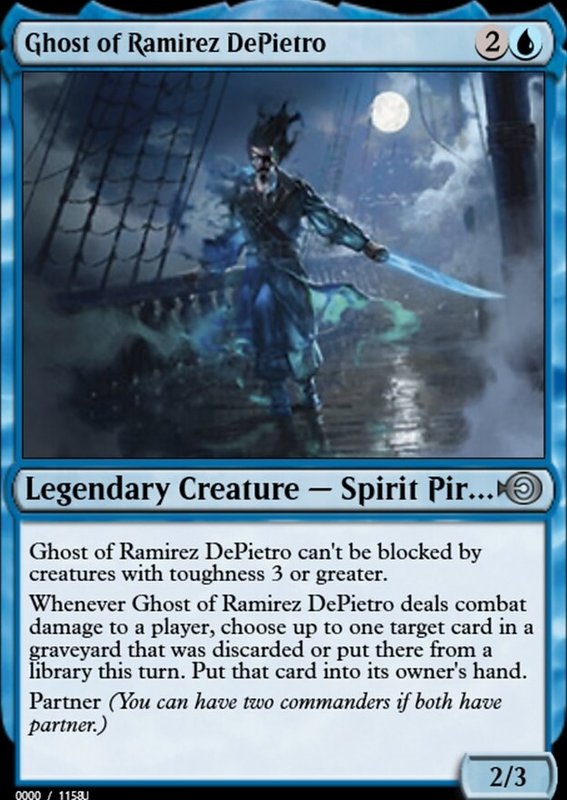 Ghost of Ramirez DePietro
2
Legendary Creature — Spirit Pir...
Ghost of Ramirez DePietro can't be blocked by
creatures with toughness 3 or greater.
Whenever Ghost of Ramirez DePietro deals combat
damage to a player, choose up to one target card in a
graveyard that was discarded or put there from a
library this turn. Put that card into its owner's hand.
Partner (You can have two commanders if both have
partner.)
2/3
0000 / 1158U